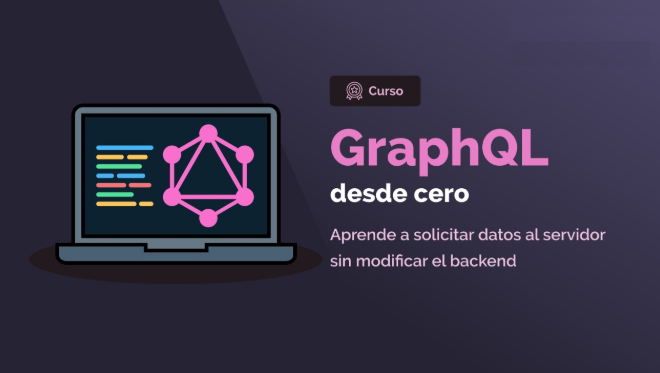 Curso
GraphQL
desde cero
Aprende a solicitar datos al servidor
sin modificar el backend